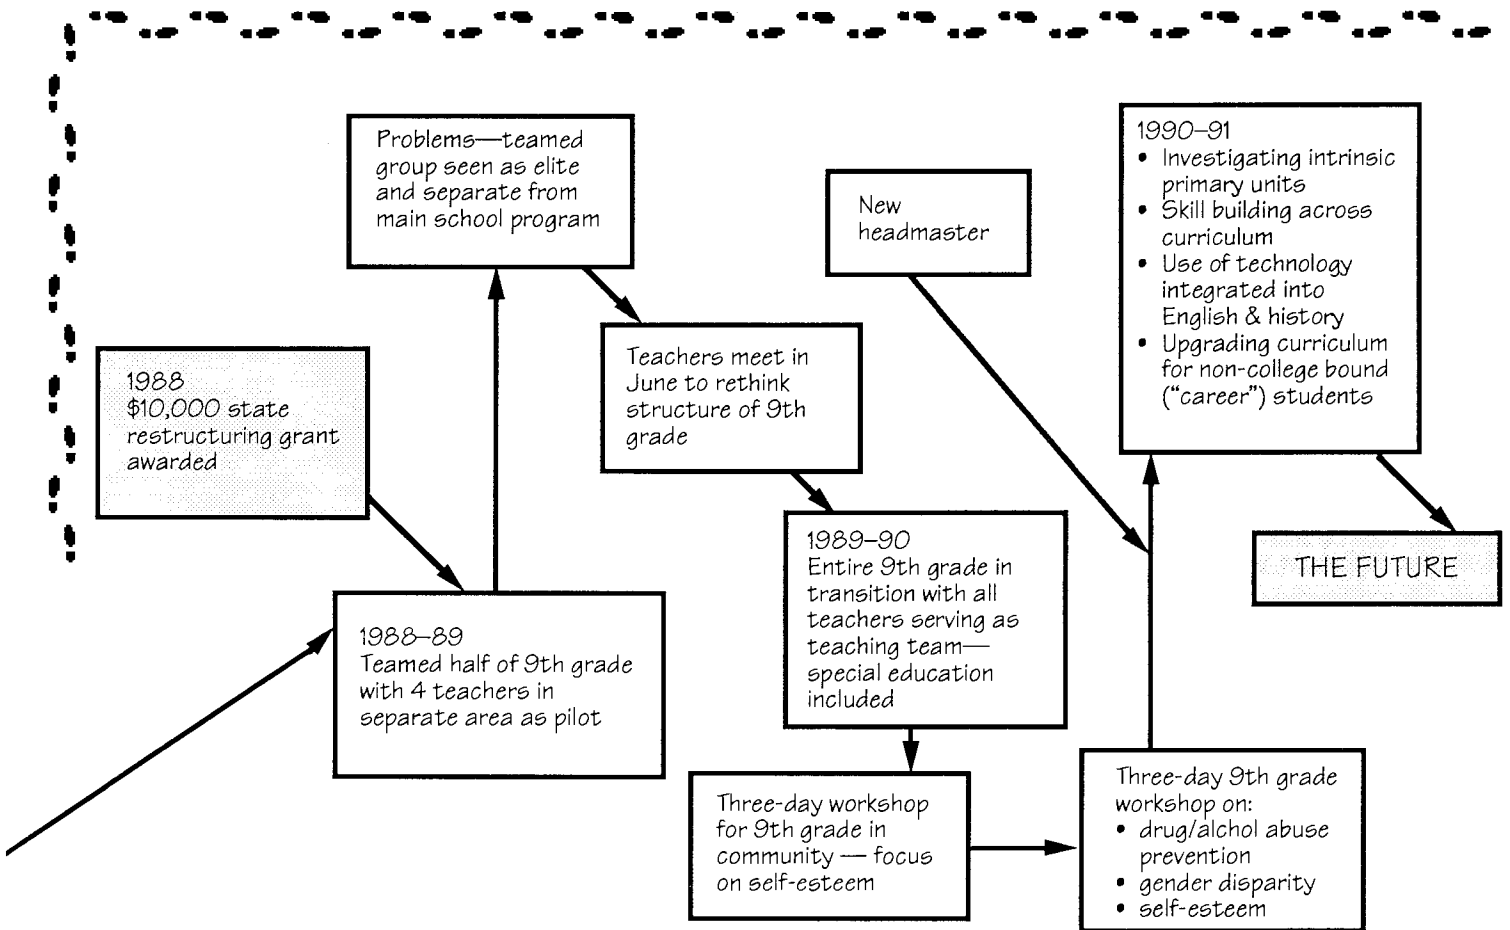 1988
$10,000 state
restructuring grant
awarded
1988–89
Teamed half of 9th grade
with 4 teachers in
separate area as pilot
Problems—teamed
group seen as elite
and separate from
main school program
Teachers meet in
June to rethink
structure of 9th
grade
1989–90
Entire 9th grade in
transition with all
teachers serving as
teaching team—
special education
included
Three-day workshop
for 9th grade in
community — focus
on self-esteem
Three-day 9th grade
workshop on:
• drug/alchol abuse
prevention
• gender disparity
• self-esteem
New
headmaster
1990–91
• Investigating intrinsic
primary units
• Skill building across
curriculum
• Use of technology
integrated into
English & history
• Upgrading curriculum
for non-college bound
("career") students
THE FUTURE